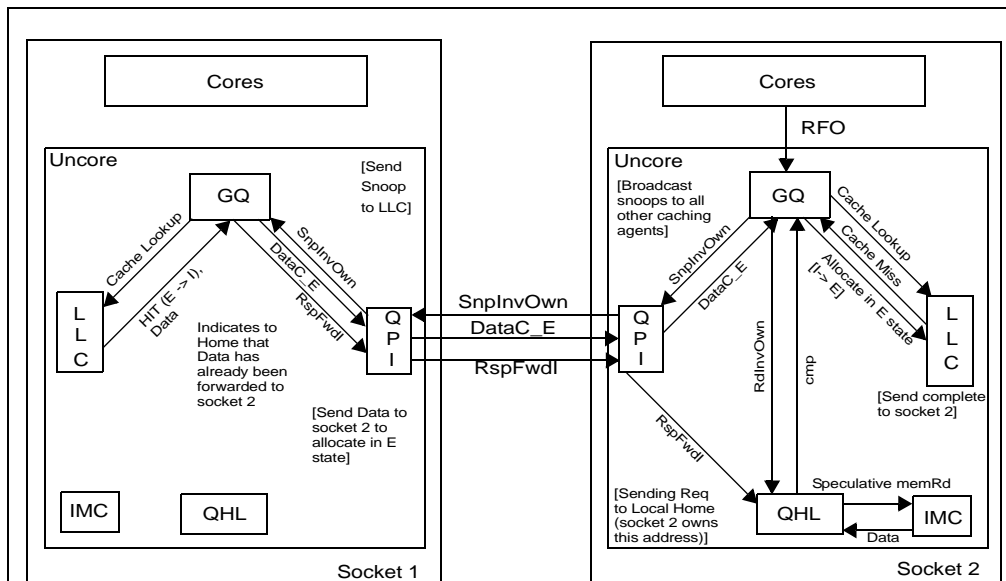 Cores
Uncore
GQ
[Send
Snoop
to LLC]
Cache Lookup
HIT (E -> I),
Data
SnpInvOwn
DataC_E
RspFwdI
L
L
C
Q
P
I
Indicates to
Home that
Data has
already been
forwarded to
socket 2
[Send Data to
socket 2 to
allocate in E
state]
IMC
QHL
Socket 1
SnpInvOwn
DataC_E
RspFwdI
Cores
RFO
Uncore
[Broadcast
snoops to all
other caching
agents]
GQ
SnpInvOwn
DataC_E
Cache Lookup
Cache Miss
Allocate in E state
[I-> E]
Q
P
I
L
L
C
RdInvOwn
cmp
[Send complete
to socket 2]
RspFwdI
[Sending Req
to Local Home
(socket 2 owns
this address)]
QHL
Speculative memRd
Data
IMC
Socket 2